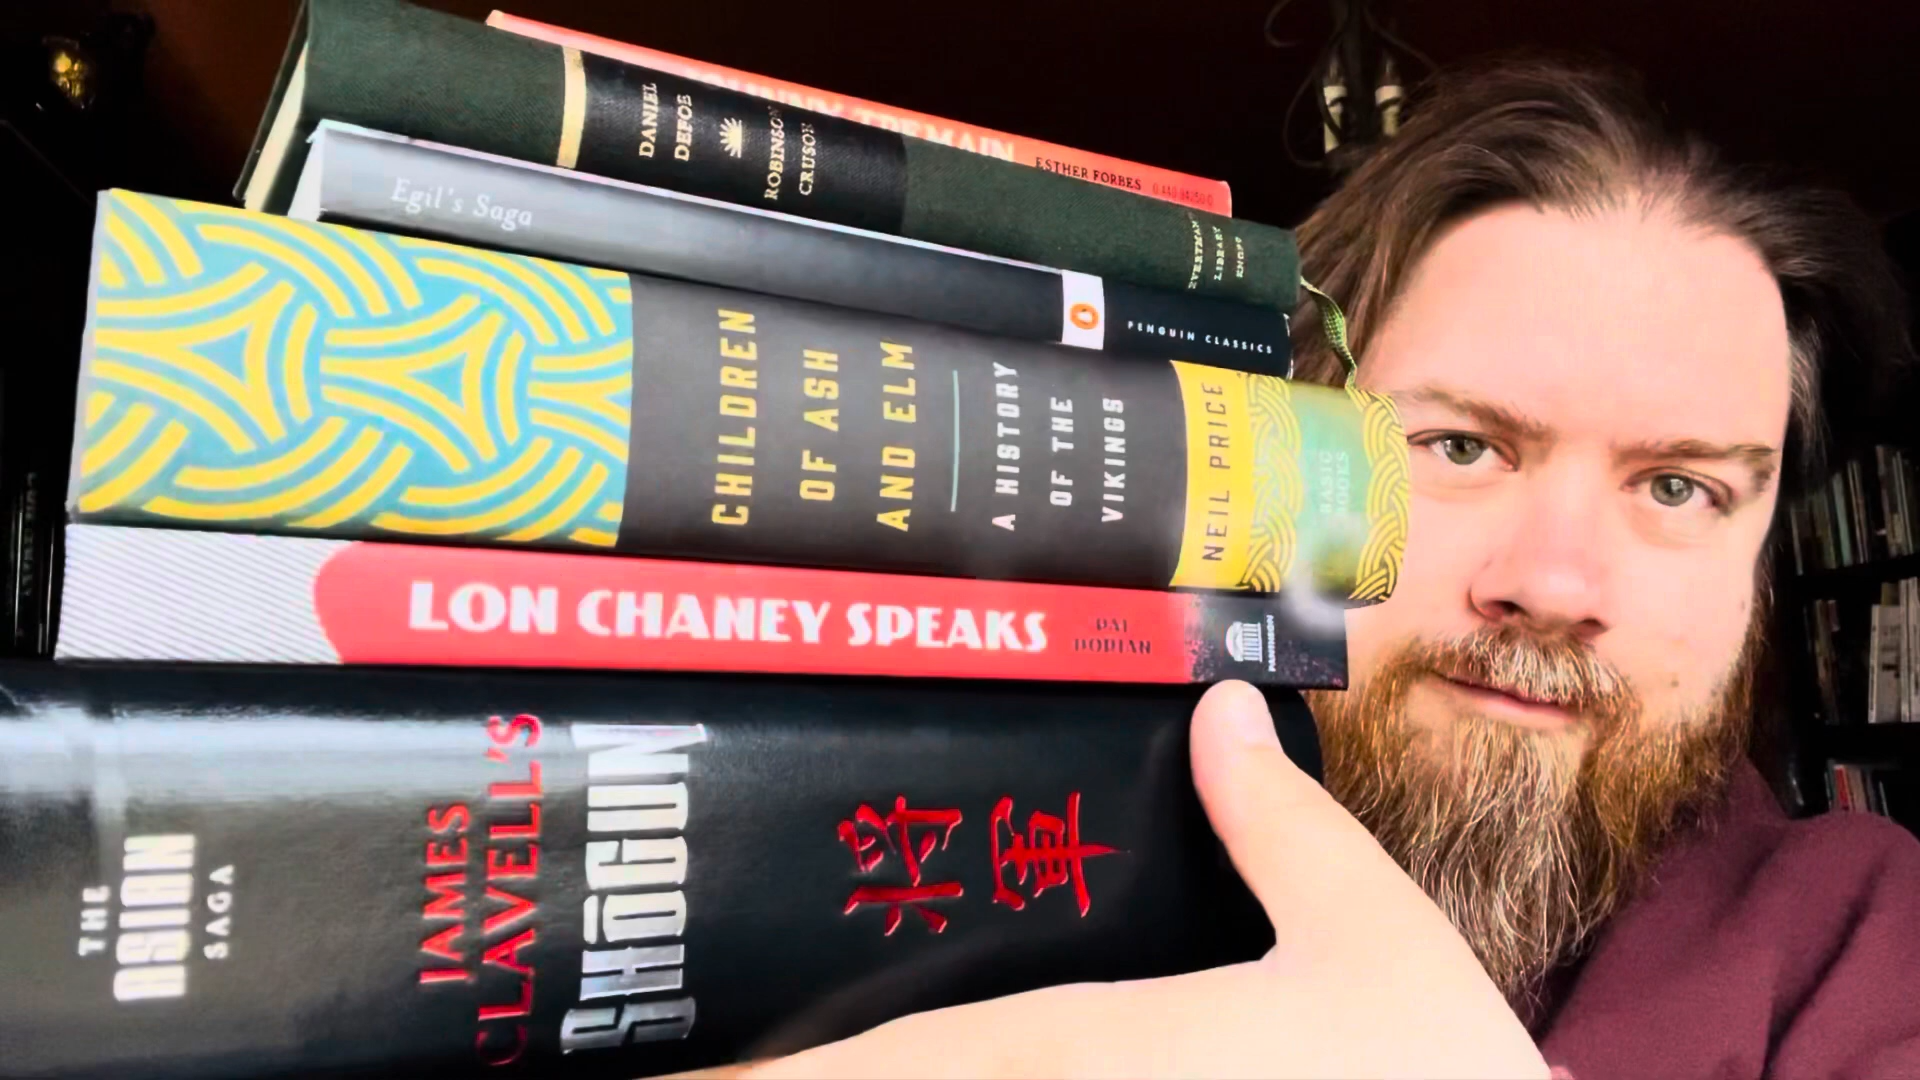 JOHNNY TREMAIN
ESTHER FORBES
DANIEL
DEFOE
ROBINSON
CRUSOE
EVERYMAN'S
LIBRARY
KNOPF
Egil's Saga
PENGUIN CLASSICS
CHILDREN
OF ASH
AND ELM
A HISTORY
OF THE
VIKINGS
NEIL PRICE
BASIC
BOOKS
LON CHANEY SPEAKS
PAT
DORIAN
PANTHEON
THE
ASIAN
SAGA
JAMES
CLAVELL'S
SHŌGUN
将軍